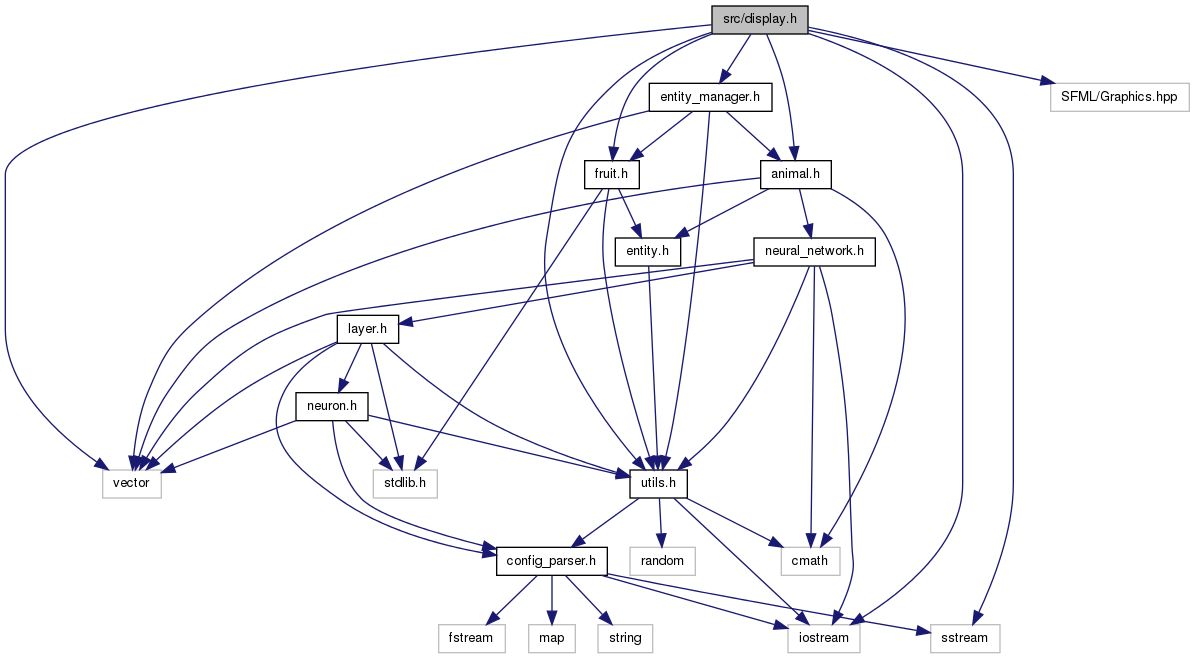 src/display.h
entity_manager.h
SFML/Graphics.hpp
fruit.h
animal.h
entity.h
neural_network.h
layer.h
neuron.h
vector
stdlib.h
utils.h
config_parser.h
random
cmath
fstream
map
string
iostream
sstream